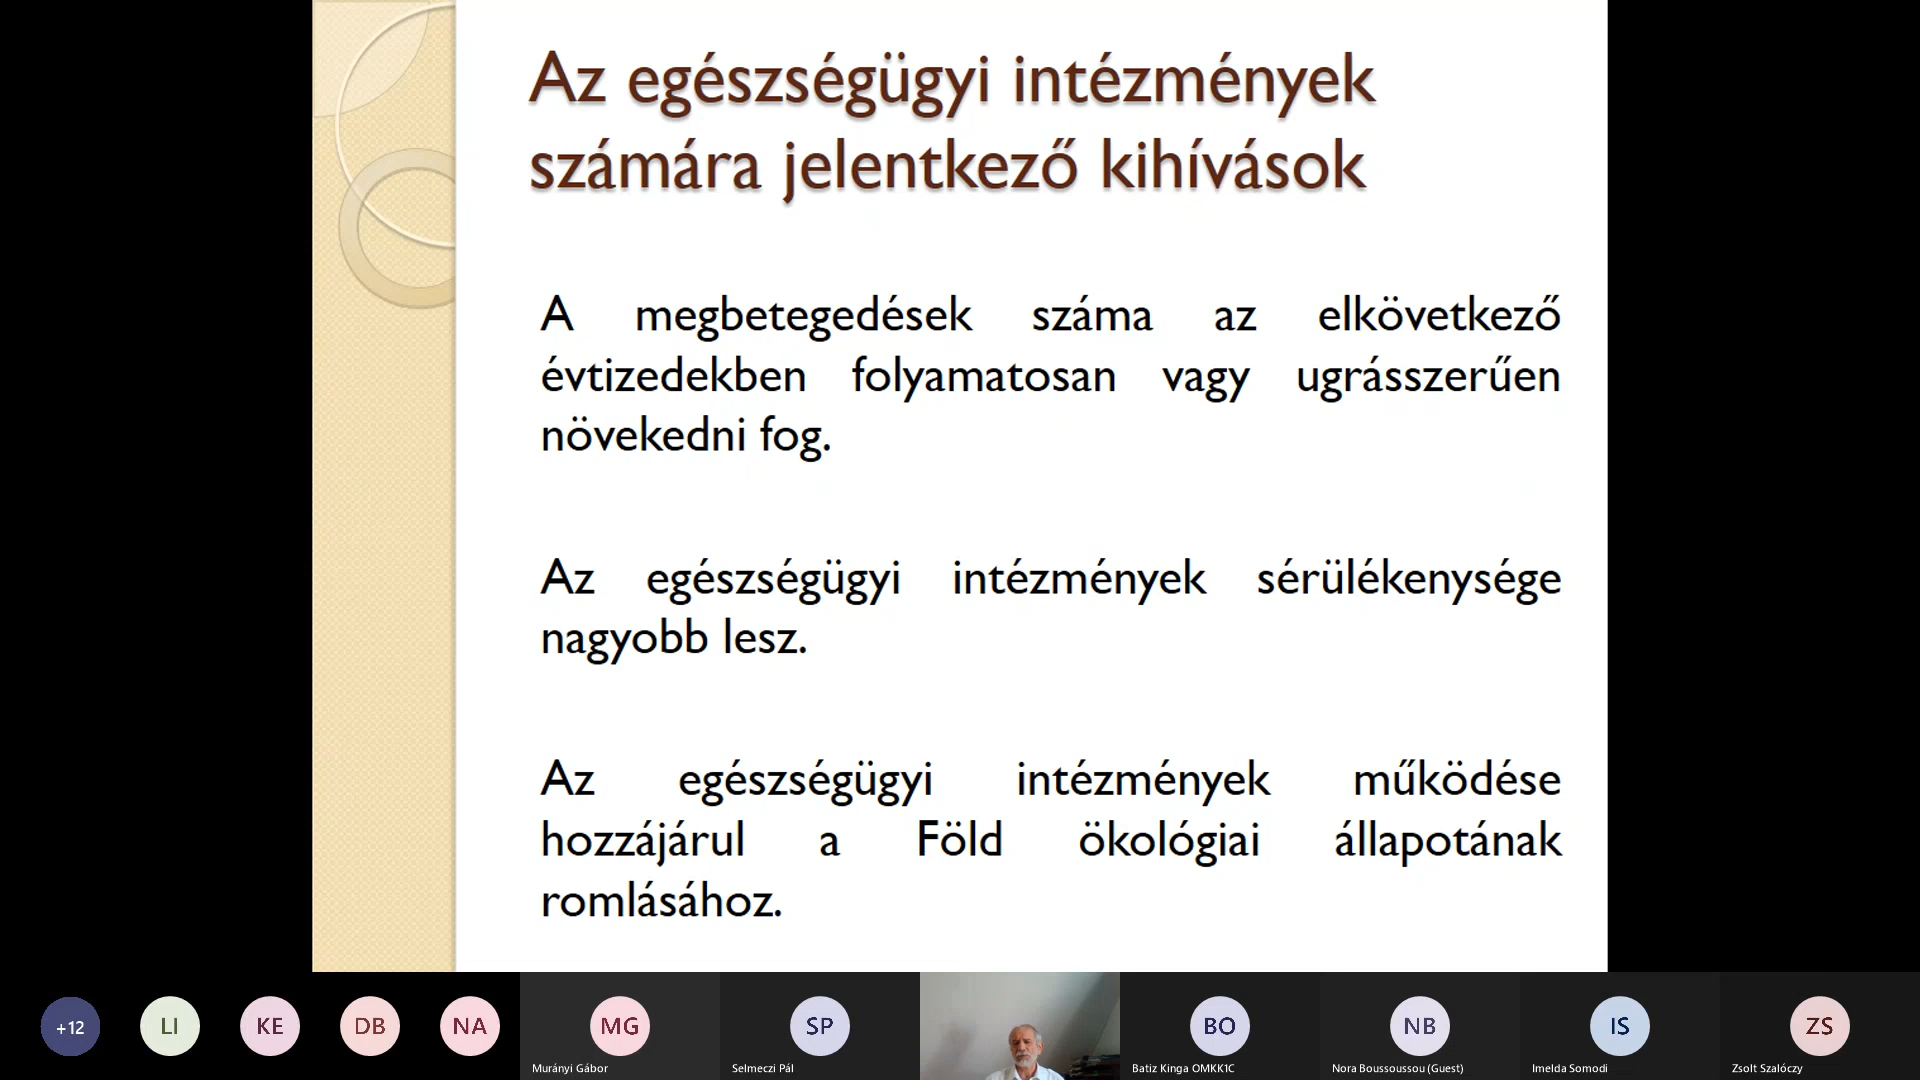 Az egészségügyi intézmények
számára jelentkező kihívások
A megbetegedések száma az elkövetkező
évtizedekben folyamatosan vagy ugrásszerűen
növekedni fog.
Az egészségügyi intézmények sérülékenysége
nagyobb lesz.
Az egészségügyi intézmények működése
hozzájárul a Föld ökológiai állapotának
romlásához.
+12
LI
KE
DB
NA
MG
Murányi Gábor
SP
Selmeczi Pál
BO
Batiz Kinga OMKK1C
NB
Nora Boussoussou (Guest)
IS
Imelda Somodi
ZS
Zsolt Szalóczy